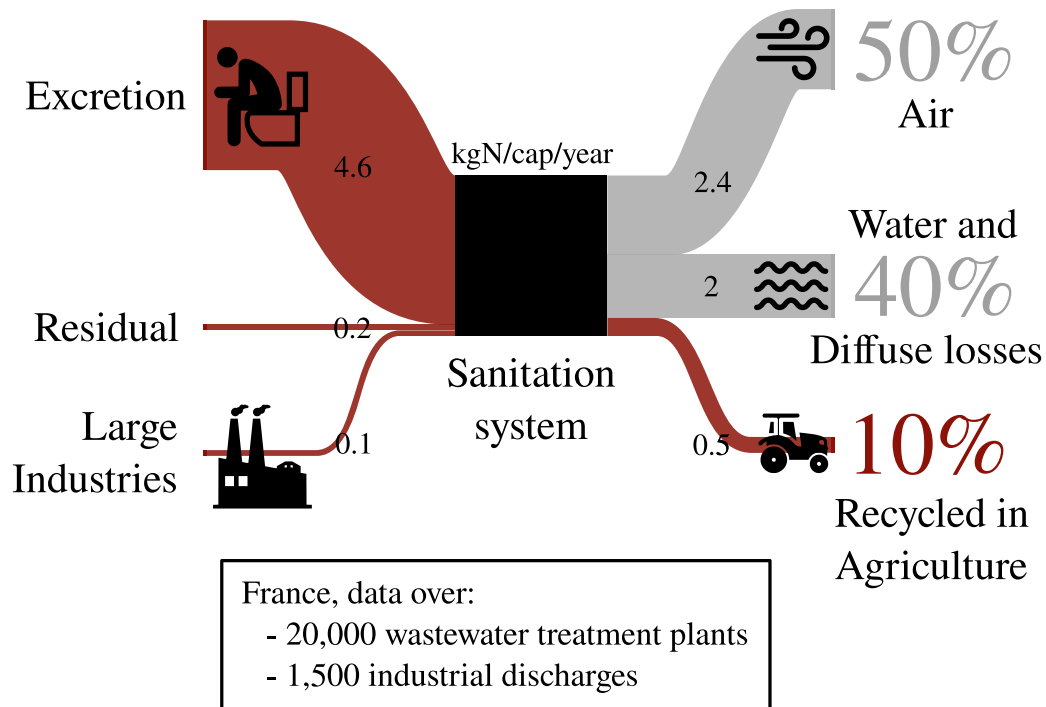 Excretion
4.6
kgN/cap/year
50%
Air
2.4
Water and
40%
Diffuse losses
2
Residual
0.2
Sanitation
system
Large
Industries
0.1
0.5
10%
Recycled in
Agriculture
France, data over:
- 20,000 wastewater treatment plants
- 1,500 industrial discharges